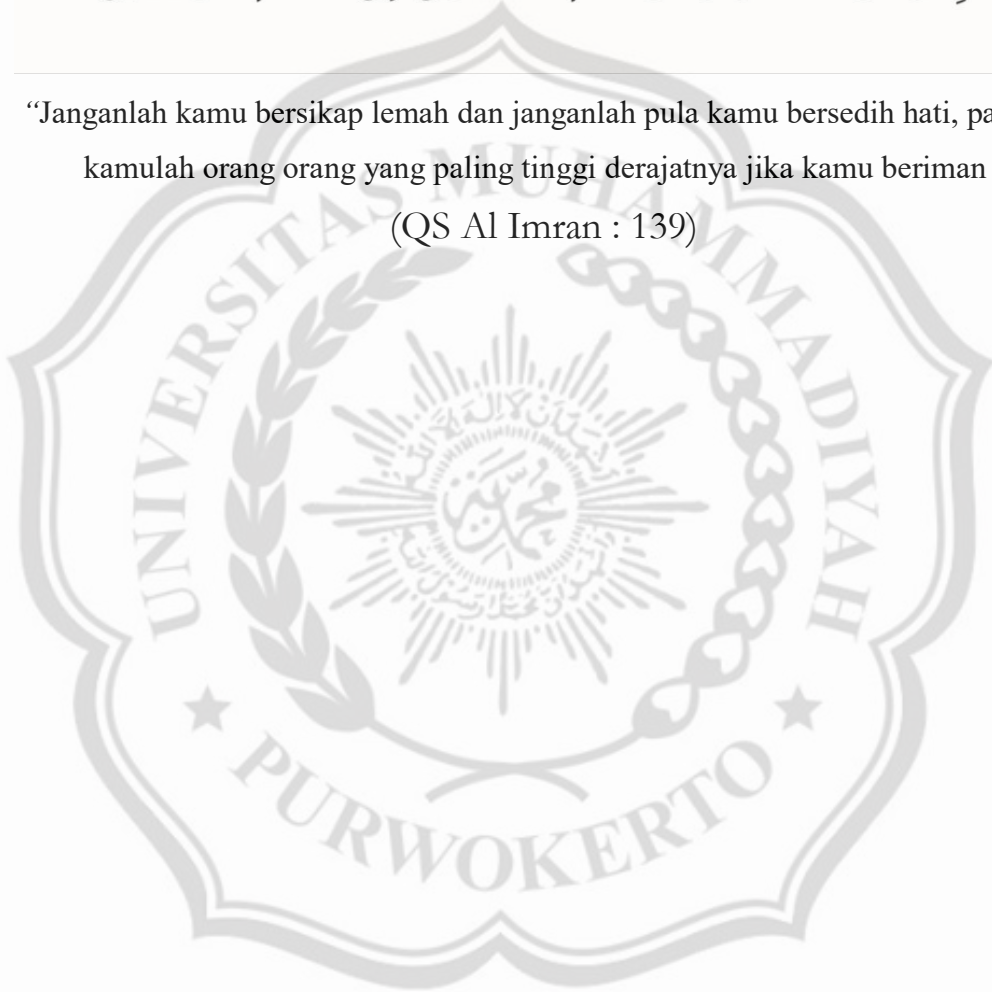 “Janganlah kamu bersikap lemah dan janganlah pula kamu bersedih hati, pa
kamulah orang orang yang paling tinggi derajatnya jika kamu beriman
(QS Al Imran : 139)
UNIVERSITAS MUHAMMADIYAH
PURWOKERTO